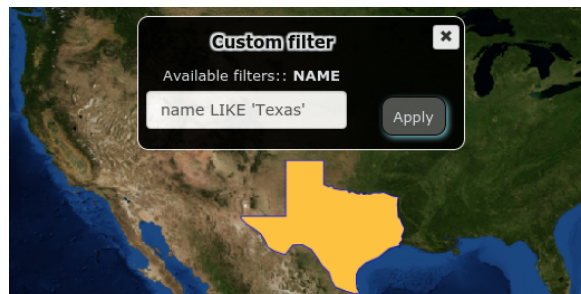 Custom filter
✖
Available filters:: NAME
name LIKE 'Texas'
Apply